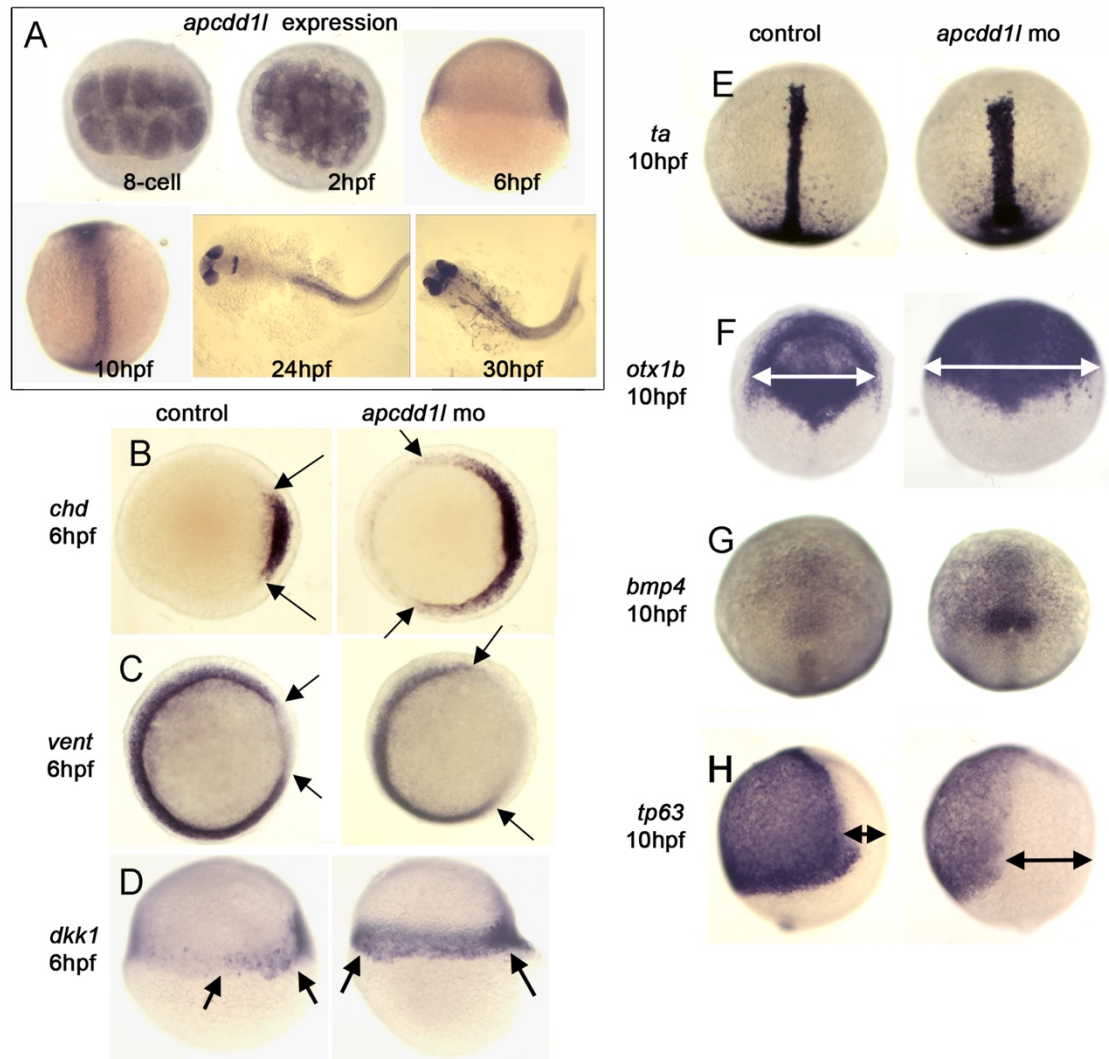 A
apcdd1l expression
8-cell
2hpf
6hpf
10hpf
24hpf
30hpf
control
apcdd1l mo
B
chd
6hpf
C
vent
6hpf
D
dkk1
6hpf
control
apcdd1l mo
E
ta
10hpf
F
otx1b
10hpf
G
bmp4
10hpf
H
tp63
10hpf